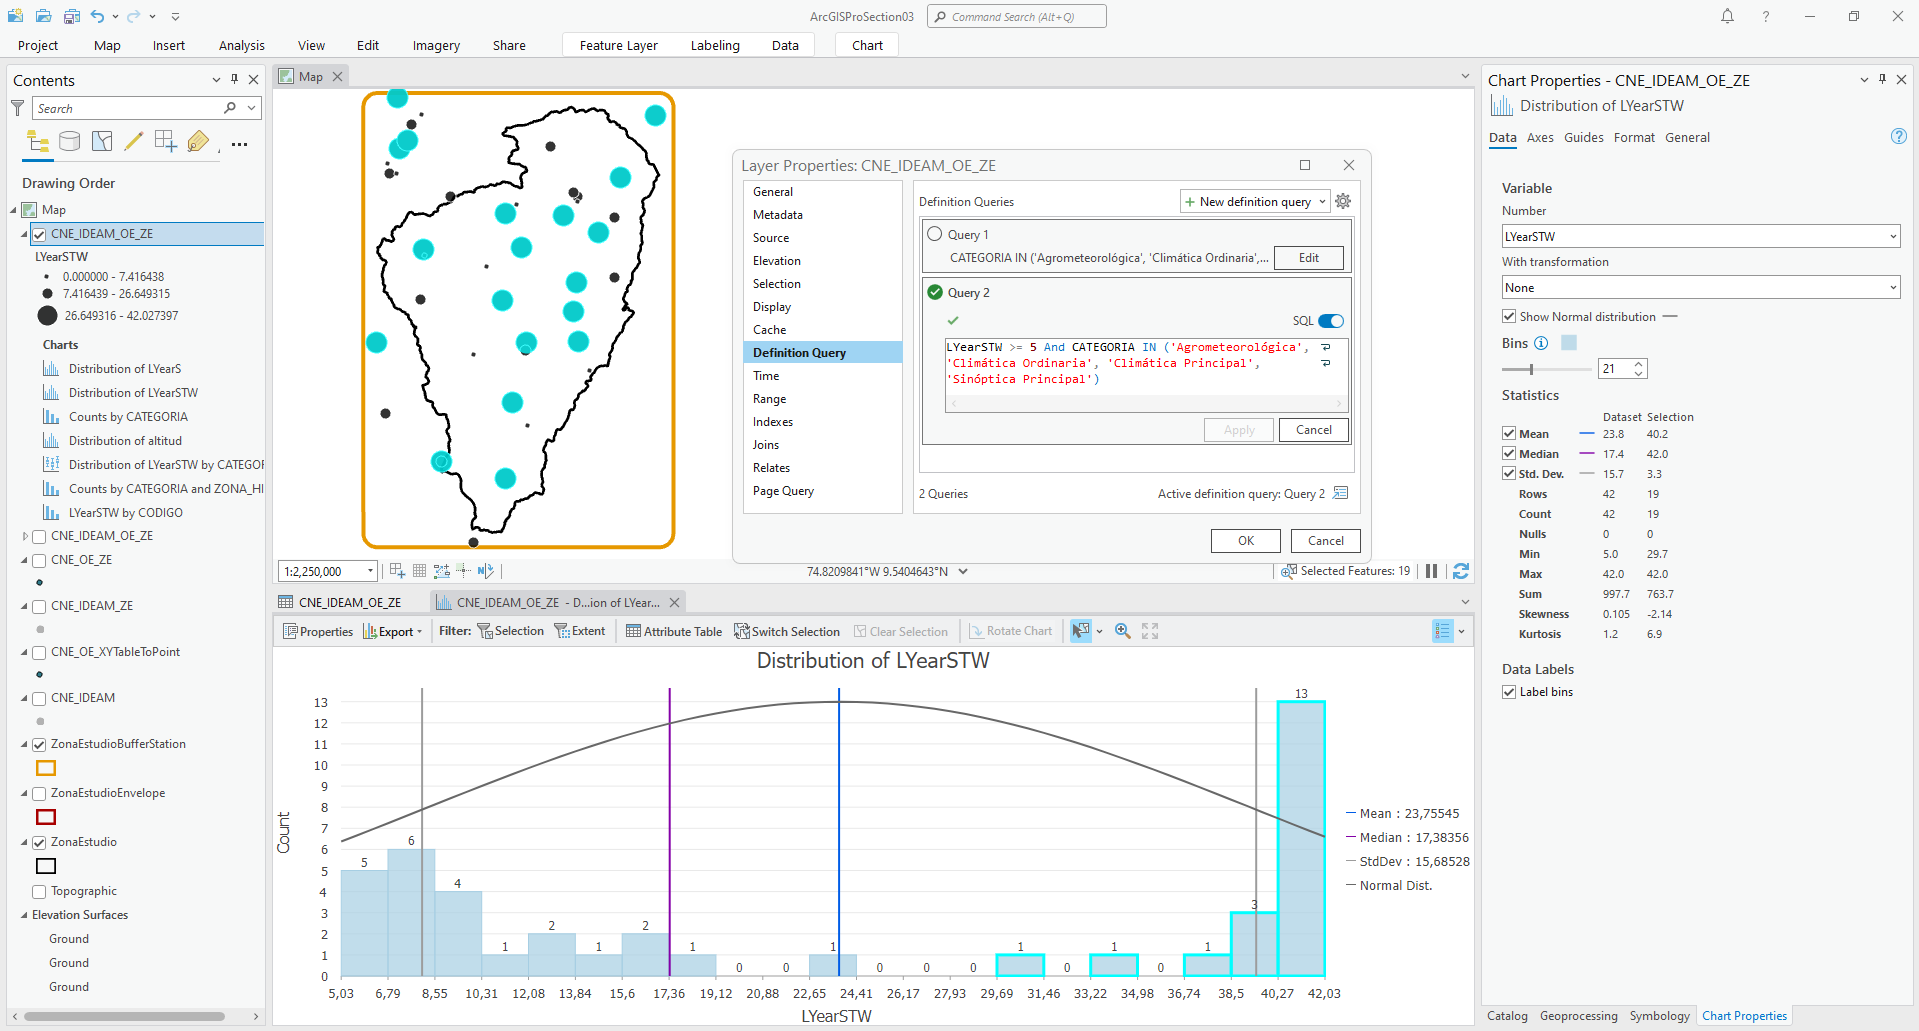 ArcGISProSection03
Command Search (Alt+Q)
?
Project
Map
Insert
Analysis
View
Edit
Imagery
Share
Feature Layer
Labeling
Data
Chart
Contents
Search
Drawing Order
Map
CNE_IDEAM_OE_ZE
LYearSTW
0.000000 - 7.416438
7.416439 - 26.649315
26.649316 - 42.027397
Charts
Distribution of LYearS
Distribution of LYearSTW
Counts by CATEGORIA
Distribution of altitud
Distribution of LYearSTW by CATEGOR
Counts by CATEGORIA and ZONA_HI
LYearSTW by CODIGO
CNE_IDEAM_OE_ZE
CNE_OE_ZE
CNE_IDEAM_ZE
CNE_OE_XYTableToPoint
CNE_IDEAM
ZonaEstudioBufferStation
ZonaEstudioEnvelope
ZonaEstudio
Topographic
Elevation Surfaces
Ground
Ground
Ground
Map
Layer Properties: CNE_IDEAM_OE_ZE
General
Metadata
Source
Elevation
Selection
Display
Cache
Definition Query
Time
Range
Indexes
Joins
Relates
Page Query
Definition Queries
New definition query
Query 1
CATEGORIA IN ('Agrometeorológica', 'Climática Ordinaria',...
Edit
Query 2
SQL
LYearSTW >= 5 And CATEGORIA IN ('Agrometeorológica',
'Climática Ordinaria', 'Climática Principal',
'Sinóptica Principal')
Apply
Cancel
2 Queries
Active definition query: Query 2
OK
Cancel
1:2,250,000
74.8209841°W 9.5404643°N
Selected Features: 19
CNE_IDEAM_OE_ZE
CNE_IDEAM_OE_ZE - D...ion of LYear...
Properties
Export
Filter:
Selection
Extent
Attribute Table
Switch Selection
Clear Selection
Rotate Chart
Distribution of LYearSTW
Count
13
12
11
10
9
8
7
6
5
4
3
2
1
0
5
6
4
1
2
1
2
1
0
0
1
0
0
0
1
0
1
0
1
3
13
5,03
6,79
8,55
10,31
12,08
13,84
15,6
17,36
19,12
20,88
22,65
24,41
26,17
27,93
29,69
31,46
33,22
34,98
36,74
38,5
40,27
42,03
LYearSTW
Mean : 23,75545
Median : 17,38356
StdDev : 15,68528
Normal Dist.
Chart Properties - CNE_IDEAM_OE_ZE
Distribution of LYearSTW
Data
Axes
Guides
Format
General
?
Variable
Number
LYearSTW
With transformation
None
Show Normal distribution
Bins
21
Statistics
Dataset Selection
Mean 23.8 40.2
Median 17.4 42.0
Std. Dev. 15.7 3.3
Rows 42 19
Count 42 19
Nulls 0 0
Min 5.0 29.7
Max 42.0 42.0
Sum 997.7 763.7
Skewness 0.105 -2.14
Kurtosis 1.2 6.9
Data Labels
Label bins
Catalog
Geoprocessing
Symbology
Chart Properties